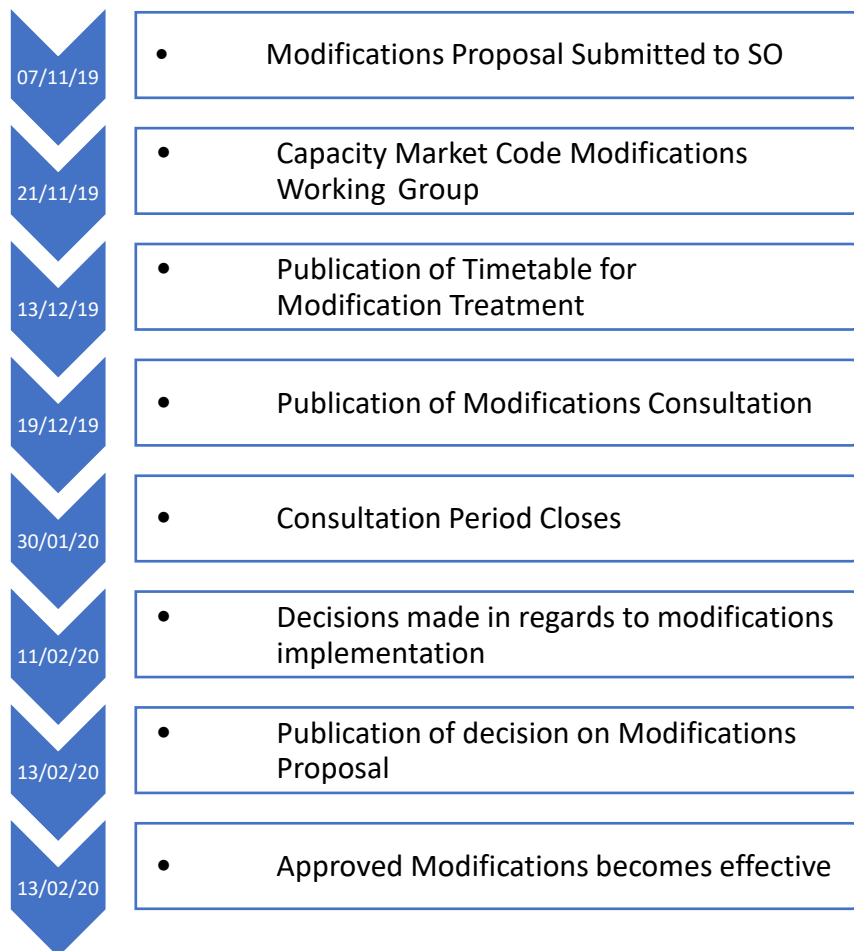 07/11/19
• Modifications Proposal Submitted to SO
21/11/19
• Capacity Market Code Modifications
Working Group
13/12/19
• Publication of Timetable for
Modification Treatment
19/12/19
• Publication of Modifications Consultation
30/01/20
• Consultation Period Closes
11/02/20
• Decisions made in regards to modifications
implementation
13/02/20
• Publication of decision on Modifications
Proposal
13/02/20
• Approved Modifications becomes effective